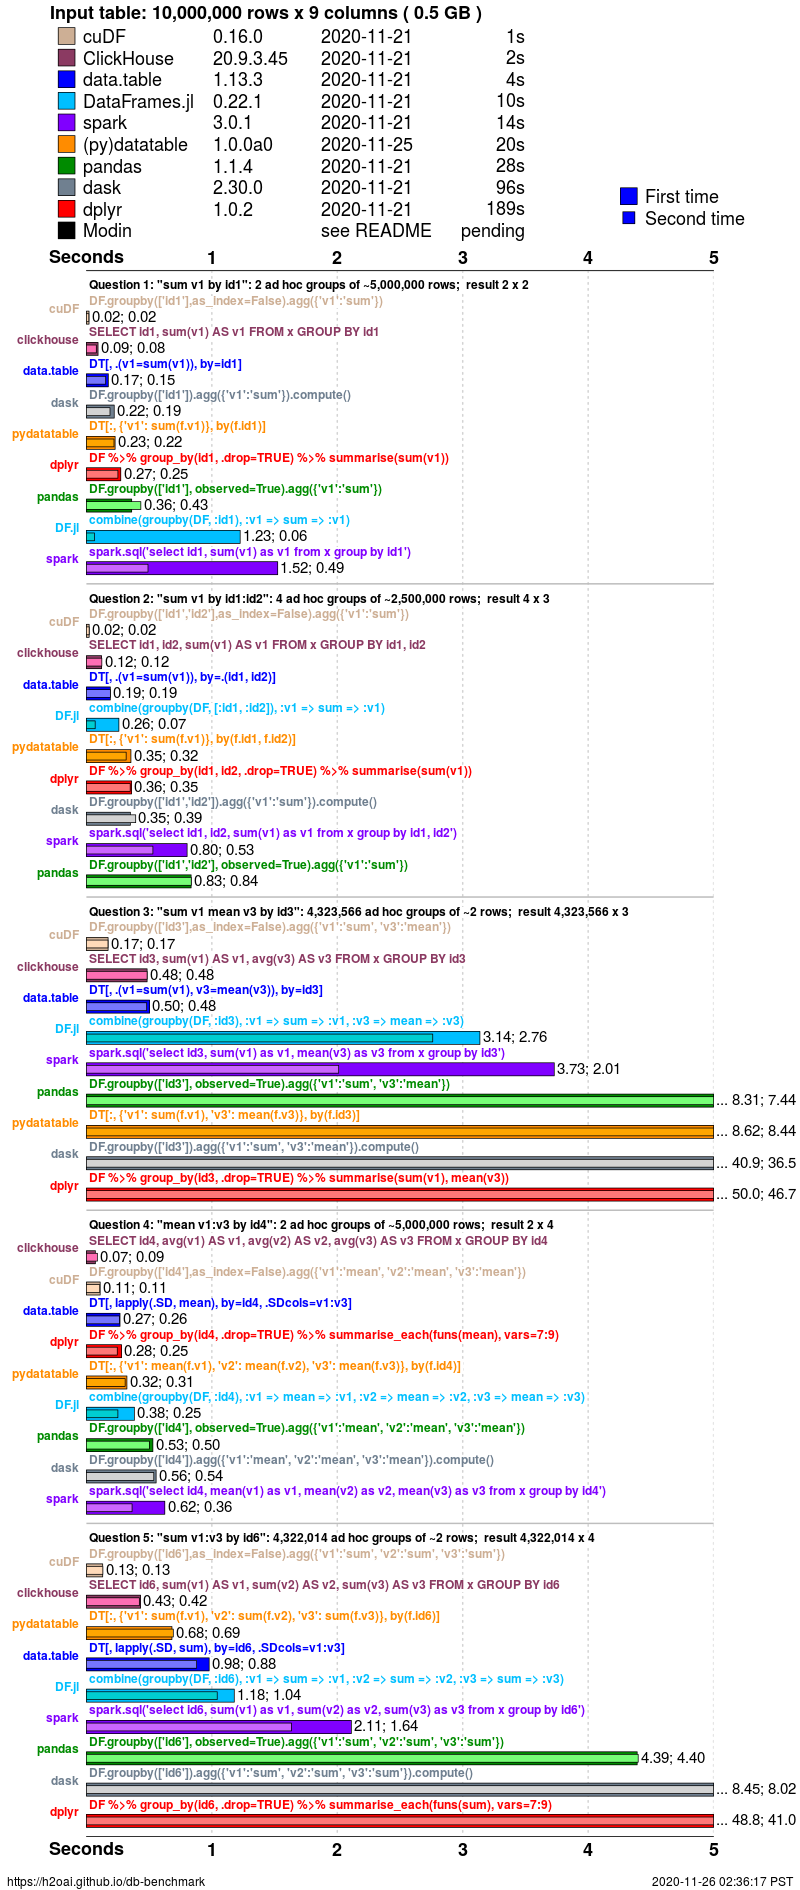 Input table: 10,000,000 rows x 9 columns ( 0.5 GB )
cuDF 0.16.0 2020-11-21 1s
ClickHouse 20.9.3.45 2020-11-21 2s
data.table 1.13.3 2020-11-21 4s
DataFrames.jl 0.22.1 2020-11-21 10s
spark 3.0.1 2020-11-21 14s
(py)datatable 1.0.0a0 2020-11-25 20s
pandas 1.1.4 2020-11-21 28s
dask 2.30.0 2020-11-21 96s
dplyr 1.0.2 2020-11-21 189s
Modin see README pending
First time
Second time
Seconds 1 2 3 4 5
Question 1: "sum v1 by id1": 2 ad hoc groups of ~5,000,000 rows; result 2 x 2
DF.groupby(['id1'],as_index=False).agg({'v1':'sum'})
cuDF 0.02; 0.02
SELECT id1, sum(v1) AS v1 FROM x GROUP BY id1
clickhouse 0.09; 0.08
DT[, .(v1=sum(v1)), by=id1]
data.table 0.17; 0.15
DF.groupby(['id1']).agg({'v1':'sum'}).compute()
dask 0.22; 0.19
DT[:, {'v1': sum(f.v1)}, by(f.id1)]
pydatatable 0.23; 0.22
DF %>% group_by(id1, .drop=TRUE) %>% summarise(sum(v1))
dplyr 0.27; 0.25
DF.groupby(['id1'], observed=True).agg({'v1':'sum'})
pandas 0.36; 0.43
combine(groupby(DF, :id1), :v1 => sum => :v1)
DF.jl 1.23; 0.06
spark.sql('select id1, sum(v1) as v1 from x group by id1')
spark 1.52; 0.49
Question 2: "sum v1 by id1:id2": 4 ad hoc groups of ~2,500,000 rows; result 4 x 3
DF.groupby(['id1','id2'],as_index=False).agg({'v1':'sum'})
cuDF 0.02; 0.02
SELECT id1, id2, sum(v1) AS v1 FROM x GROUP BY id1, id2
clickhouse 0.12; 0.12
DT[, .(v1=sum(v1)), by=.(id1, id2)]
data.table 0.19; 0.19
combine(groupby(DF, [:id1, :id2]), :v1 => sum => :v1)
DF.jl 0.26; 0.07
DT[:, {'v1': sum(f.v1)}, by(f.id1, f.id2)]
pydatatable 0.35; 0.32
DF %>% group_by(id1, id2, .drop=TRUE) %>% summarise(sum(v1))
dplyr 0.36; 0.35
DF.groupby(['id1','id2']).agg({'v1':'sum'}).compute()
dask 0.35; 0.39
spark.sql('select id1, id2, sum(v1) as v1 from x group by id1, id2')
spark 0.80; 0.53
DF.groupby(['id1','id2'], observed=True).agg({'v1':'sum'})
pandas 0.83; 0.84
Question 3: "sum v1 mean v3 by id3": 4,323,566 ad hoc groups of ~2 rows; result 4,323,566 x 3
DF.groupby(['id3'],as_index=False).agg({'v1':'sum', 'v3':'mean'})
cuDF 0.17; 0.17
SELECT id3, sum(v1) AS v1, avg(v3) AS v3 FROM x GROUP BY id3
clickhouse 0.48; 0.48
DT[, .(v1=sum(v1), v3=mean(v3)), by=id3]
data.table 0.50; 0.48
combine(groupby(DF, :id3), :v1 => sum => :v1, :v3 => mean => :v3)
DF.jl 3.14; 2.76
spark.sql('select id3, sum(v1) as v1, mean(v3) as v3 from x group by id3')
spark 3.73; 2.01
DF.groupby(['id3'], observed=True).agg({'v1':'sum', 'v3':'mean'})
pandas ... 8.31; 7.44
DT[:, {'v1': sum(f.v1), 'v3': mean(f.v3)}, by(f.id3)]
pydatatable ... 8.62; 8.44
DF.groupby(['id3']).agg({'v1':'sum', 'v3':'mean'}).compute()
dask ... 40.9; 36.5
DF %>% group_by(id3, .drop=TRUE) %>% summarise(sum(v1), mean(v3))
dplyr ... 50.0; 46.7
Question 4: "mean v1:v3 by id4": 2 ad hoc groups of ~5,000,000 rows; result 2 x 4
SELECT id4, avg(v1) AS v1, avg(v2) AS v2, avg(v3) AS v3 FROM x GROUP BY id4
clickhouse 0.07; 0.09
DF.groupby(['id4'],as_index=False).agg({'v1':'mean', 'v2':'mean', 'v3':'mean'})
cuDF 0.11; 0.11
DT[, lapply(.SD, mean), by=id4, .SDcols=v1:v3]
data.table 0.27; 0.26
DF %>% group_by(id4, .drop=TRUE) %>% summarise_each(funs(mean), vars=7:9)
dplyr 0.28; 0.25
DT[:, {'v1': mean(f.v1), 'v2': mean(f.v2), 'v3': mean(f.v3)}, by(f.id4)]
pydatatable 0.32; 0.31
combine(groupby(DF, :id4), :v1 => mean => :v1, :v2 => mean => :v2, :v3 => mean => :v3)
DF.jl 0.38; 0.25
DF.groupby(['id4'], observed=True).agg({'v1':'mean', 'v2':'mean', 'v3':'mean'})
pandas 0.53; 0.50
DF.groupby(['id4']).agg({'v1':'mean', 'v2':'mean', 'v3':'mean'}).compute()
dask 0.56; 0.54
spark.sql('select id4, mean(v1) as v1, mean(v2) as v2, mean(v3) as v3 from x group by id4')
spark 0.62; 0.36
Question 5: "sum v1:v3 by id6": 4,322,014 ad hoc groups of ~2 rows; result 4,322,014 x 4
DF.groupby(['id6'],as_index=False).agg({'v1':'sum', 'v2':'sum', 'v3':'sum'})
cuDF 0.13; 0.13
SELECT id6, sum(v1) AS v1, sum(v2) AS v2, sum(v3) AS v3 FROM x GROUP BY id6
clickhouse 0.43; 0.42
DT[:, {'v1': sum(f.v1), 'v2': sum(f.v2), 'v3': sum(f.v3)}, by(f.id6)]
pydatatable 0.68; 0.69
DT[, lapply(.SD, sum), by=id6, .SDcols=v1:v3]
data.table 0.98; 0.88
combine(groupby(DF, :id6), :v1 => sum => :v1, :v2 => sum => :v2, :v3 => sum => :v3)
DF.jl 1.18; 1.04
spark.sql('select id6, sum(v1) as v1, sum(v2) as v2, sum(v3) as v3 from x group by id6')
spark 2.11; 1.64
DF.groupby(['id6'], observed=True).agg({'v1':'sum', 'v2':'sum', 'v3':'sum'})
pandas 4.39; 4.40
DF.groupby(['id6']).agg({'v1':'sum', 'v2':'sum', 'v3':'sum'}).compute()
dask ... 8.45; 8.02
DF %>% group_by(id6, .drop=TRUE) %>% summarise_each(funs(sum), vars=7:9)
dplyr ... 48.8; 41.0
Seconds 1 2 3 4 5
https://h2oai.github.io/db-benchmark 2020-11-26 02:36:17 PST